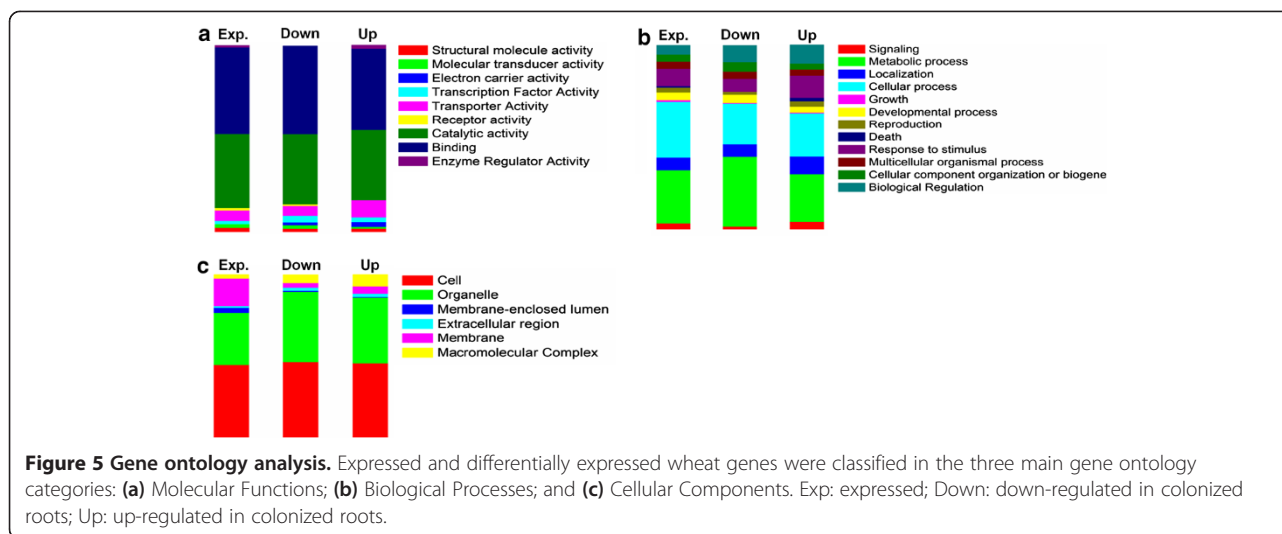 a Exp. Down Up
Structural molecule activity
Molecular transducer activity
Electron carrier activity
Transcription Factor Activity
Transporter Activity
Receptor activity
Catalytic activity
Binding
Enzyme Regulator Activity
b Exp. Down Up
Signaling
Metabolic process
Localization
Cellular process
Growth
Developmental process
Reproduction
Death
Response to stimulus
Multicellular organismal process
Cellular component organization or biogene
Biological Regulation
c Exp. Down Up
Cell
Organelle
Membrane-enclosed lumen
Extracellular region
Membrane
Macromolecular Complex
Figure 5 Gene ontology analysis. Expressed and differentially expressed wheat genes were classified in the three main gene ontology
categories: (a) Molecular Functions; (b) Biological Processes; and (c) Cellular Components. Exp: expressed; Down: down-regulated in colonized
roots; Up: up-regulated in colonized roots.